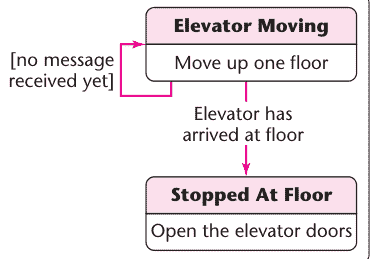 Elevator Moving
Move up one floor
[no message
received yet]
Elevator has
arrived at floor
Stopped At Floor
Open the elevator doors